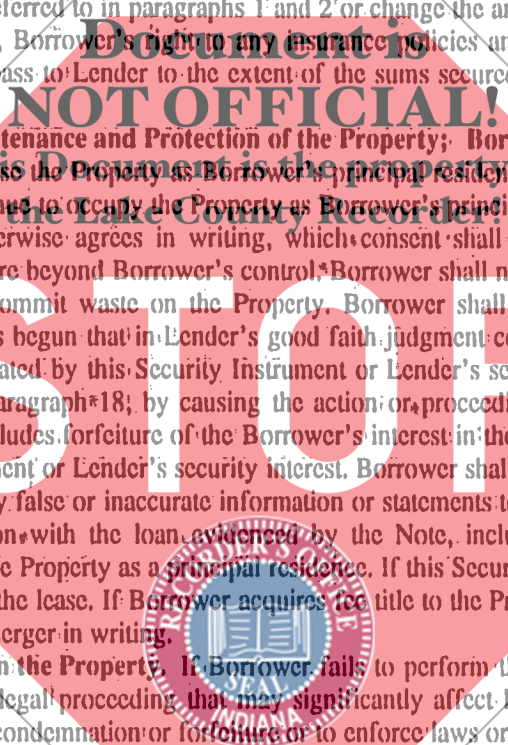 eferred to in paragraphs 1 and 2 or change the am
Document is
, Borrower's right to any insurance policies an
pass to Lender to the extent of the sums secure
NOT OFFICIAL!
tenance and Protection of the Property; Bor
is Document is the property
so the Property as Borrower's principal residen
the Lake County Recorder!
nue to occupy the Property as Borrower's princi
erwise agrees in writing, which consent shall
re beyond Borrower's control. Borrower shall n
ommit waste on the Property. Borrower shall
STOP
s begun that in Lender's good faith judgment co
ated by this Security Instrument or Lender's se
aragraph 18, by causing the action or proceedi
ludes forfeiture of the Borrower's interest in the
ent or Lender's security interest. Borrower shal
y false or inaccurate information or statements t
on with the loan evidenced by the Note, inclu
e Property as a principal residence. If this Secur
the lease. If Borrower acquires fee title to the Pr
erger in writing.
n the Property. If Borrower fails to perform t
legal proceeding that may significantly affect
condemnation or forfeiture or to enforce laws or
RECORDER'S OFFICE
SEAL
INDIANA